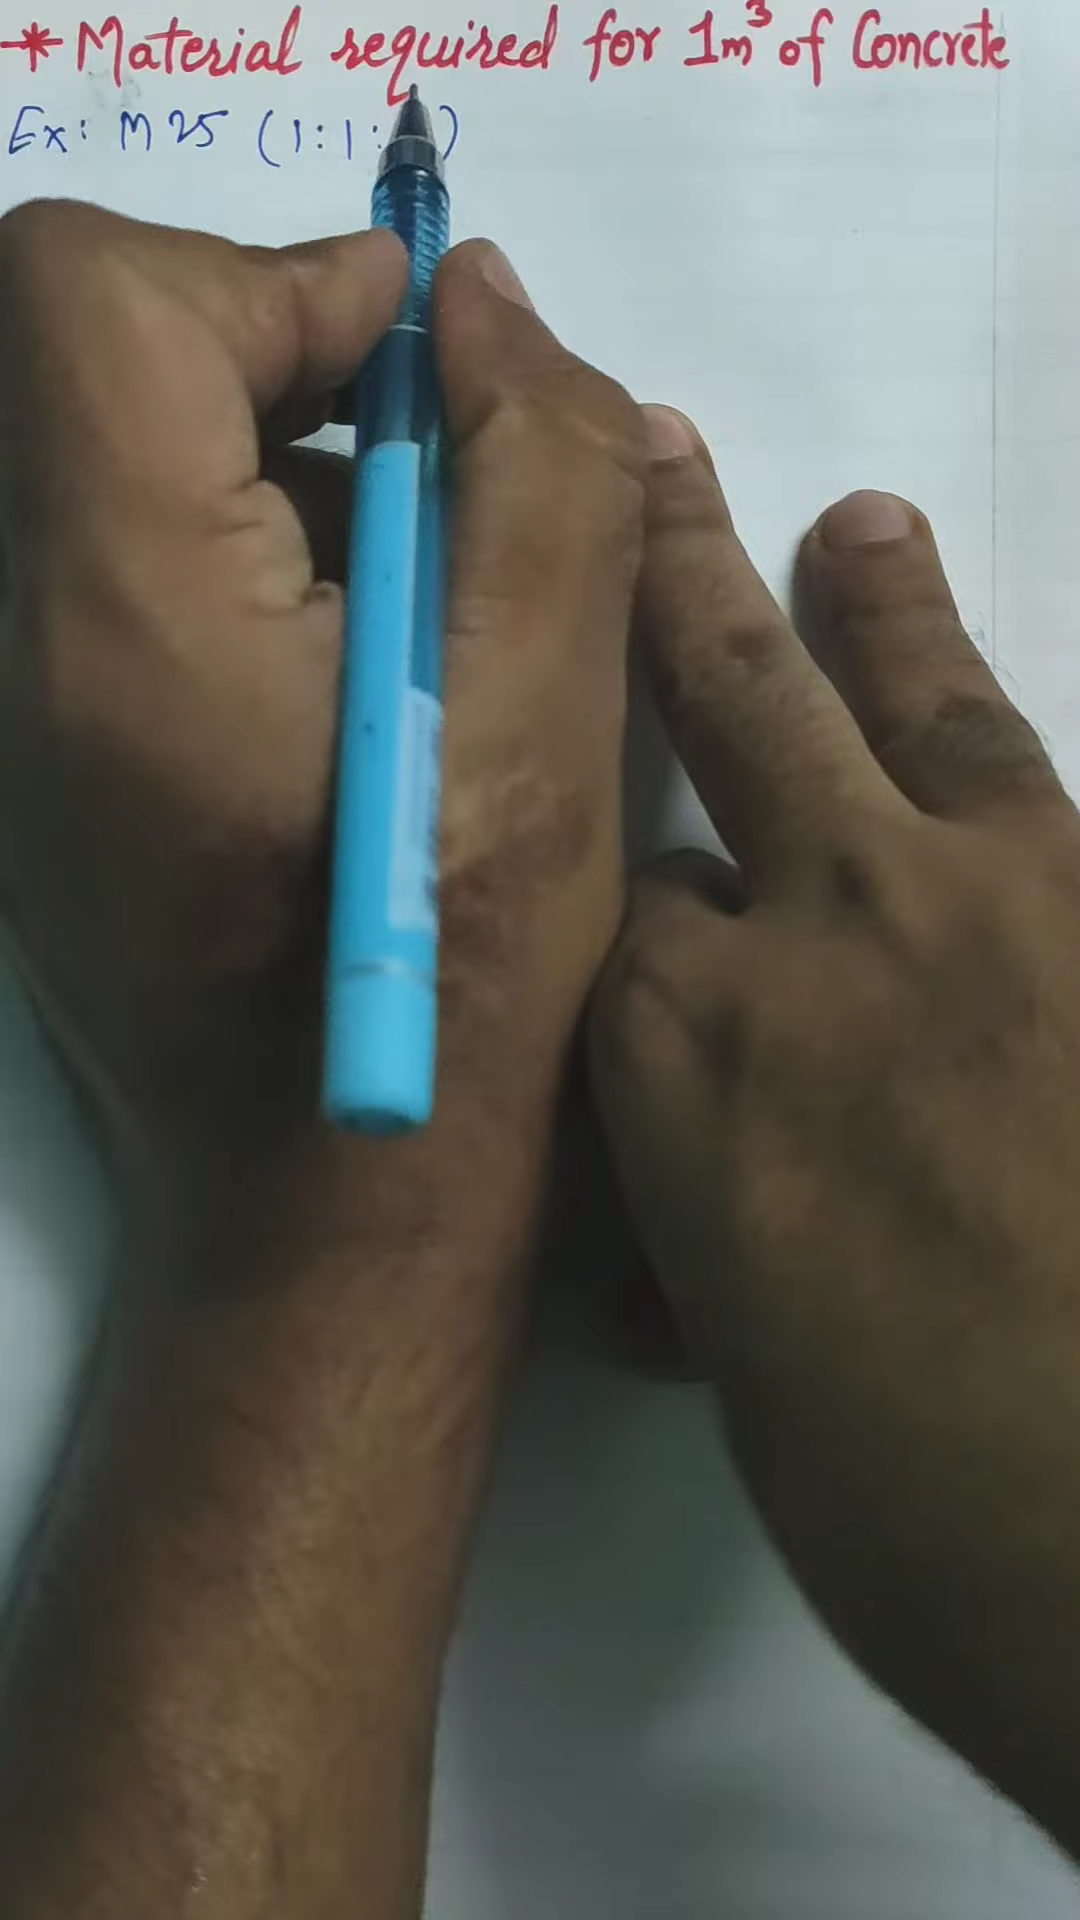 * Material required for 1m³ of Concrete
Ex: M25 (1:1: )